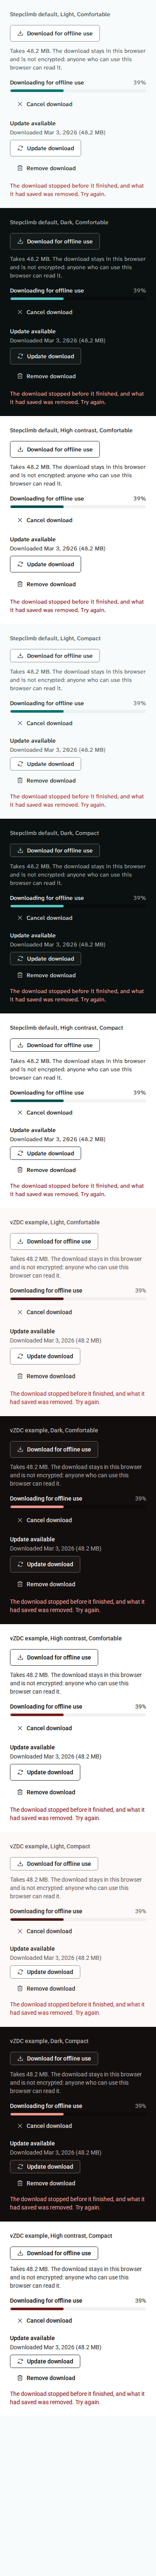 Stepclimb default, Light, Comfortable
Download for offline use
Takes 48.2 MB. The download stays in this browser
and is not encrypted: anyone who can use this
browser can read it.
Downloading for offline use 39%
Cancel download
Update available
Downloaded Mar 3, 2026 (48.2 MB)
Update download
Remove download
The download stopped before it finished, and what
it had saved was removed. Try again.
Stepclimb default, Dark, Comfortable
Download for offline use
Takes 48.2 MB. The download stays in this browser
and is not encrypted: anyone who can use this
browser can read it.
Downloading for offline use 39%
Cancel download
Update available
Downloaded Mar 3, 2026 (48.2 MB)
Update download
Remove download
The download stopped before it finished, and what
it had saved was removed. Try again.
Stepclimb default, High contrast, Comfortable
Download for offline use
Takes 48.2 MB. The download stays in this browser
and is not encrypted: anyone who can use this
browser can read it.
Downloading for offline use 39%
Cancel download
Update available
Downloaded Mar 3, 2026 (48.2 MB)
Update download
Remove download
The download stopped before it finished, and what
it had saved was removed. Try again.
Stepclimb default, Light, Compact
Download for offline use
Takes 48.2 MB. The download stays in this browser
and is not encrypted: anyone who can use this
browser can read it.
Downloading for offline use 39%
Cancel download
Update available
Downloaded Mar 3, 2026 (48.2 MB)
Update download
Remove download
The download stopped before it finished, and what
it had saved was removed. Try again.
Stepclimb default, Dark, Compact
Download for offline use
Takes 48.2 MB. The download stays in this browser
and is not encrypted: anyone who can use this
browser can read it.
Downloading for offline use 39%
Cancel download
Update available
Downloaded Mar 3, 2026 (48.2 MB)
Update download
Remove download
The download stopped before it finished, and what
it had saved was removed. Try again.
Stepclimb default, High contrast, Compact
Download for offline use
Takes 48.2 MB. The download stays in this browser
and is not encrypted: anyone who can use this
browser can read it.
Downloading for offline use 39%
Cancel download
Update available
Downloaded Mar 3, 2026 (48.2 MB)
Update download
Remove download
The download stopped before it finished, and what
it had saved was removed. Try again.
vZDC example, Light, Comfortable
Download for offline use
Takes 48.2 MB. The download stays in this browser
and is not encrypted: anyone who can use this
browser can read it.
Downloading for offline use 39%
Cancel download
Update available
Downloaded Mar 3, 2026 (48.2 MB)
Update download
Remove download
The download stopped before it finished, and what it
had saved was removed. Try again.
vZDC example, Dark, Comfortable
Download for offline use
Takes 48.2 MB. The download stays in this browser
and is not encrypted: anyone who can use this
browser can read it.
Downloading for offline use 39%
Cancel download
Update available
Downloaded Mar 3, 2026 (48.2 MB)
Update download
Remove download
The download stopped before it finished, and what it
had saved was removed. Try again.
vZDC example, High contrast, Comfortable
Download for offline use
Takes 48.2 MB. The download stays in this browser
and is not encrypted: anyone who can use this
browser can read it.
Downloading for offline use 39%
Cancel download
Update available
Downloaded Mar 3, 2026 (48.2 MB)
Update download
Remove download
The download stopped before it finished, and what it
had saved was removed. Try again.
vZDC example, Light, Compact
Download for offline use
Takes 48.2 MB. The download stays in this browser
and is not encrypted: anyone who can use this
browser can read it.
Downloading for offline use 39%
Cancel download
Update available
Downloaded Mar 3, 2026 (48.2 MB)
Update download
Remove download
The download stopped before it finished, and what it
had saved was removed. Try again.
vZDC example, Dark, Compact
Download for offline use
Takes 48.2 MB. The download stays in this browser
and is not encrypted: anyone who can use this
browser can read it.
Downloading for offline use 39%
Cancel download
Update available
Downloaded Mar 3, 2026 (48.2 MB)
Update download
Remove download
The download stopped before it finished, and what it
had saved was removed. Try again.
vZDC example, High contrast, Compact
Download for offline use
Takes 48.2 MB. The download stays in this browser
and is not encrypted: anyone who can use this
browser can read it.
Downloading for offline use 39%
Cancel download
Update available
Downloaded Mar 3, 2026 (48.2 MB)
Update download
Remove download
The download stopped before it finished, and what it
had saved was removed. Try again.